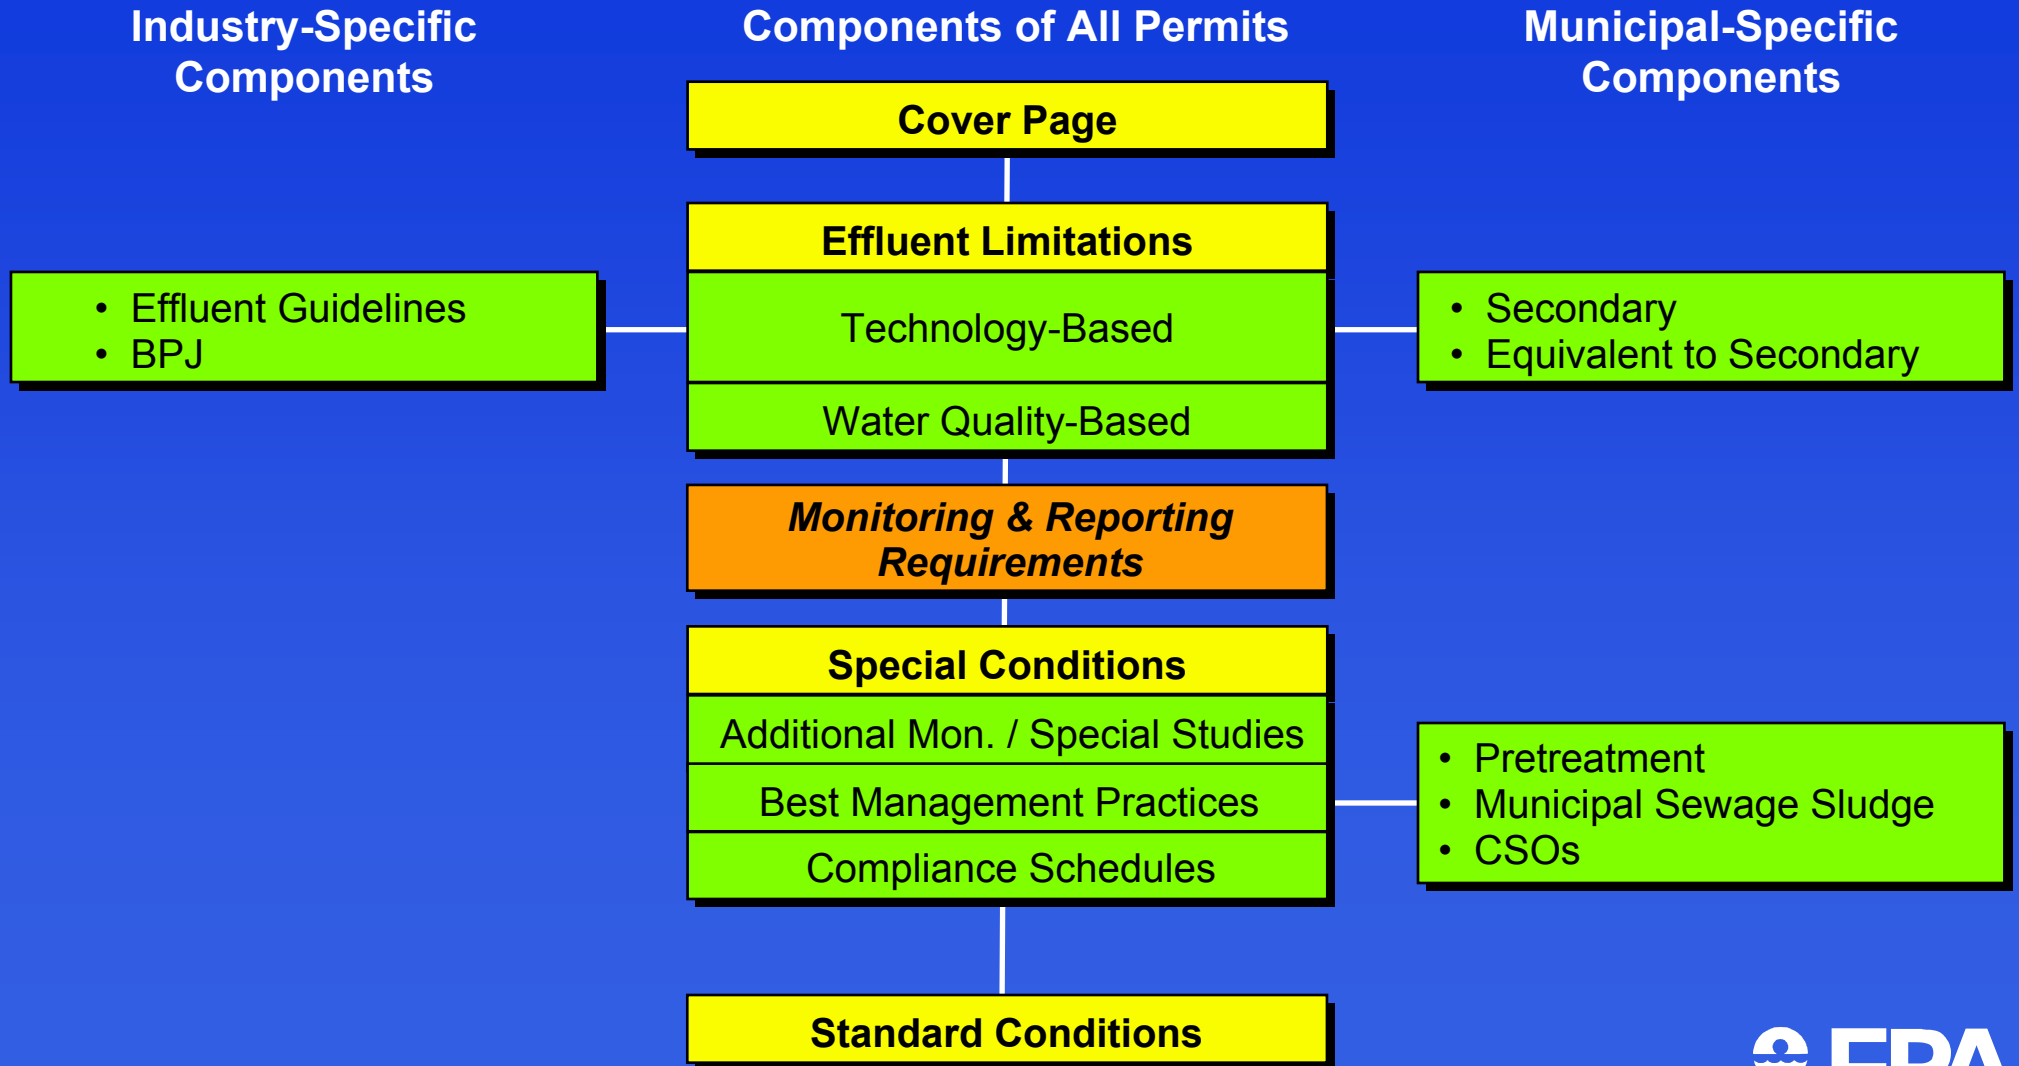 Industry-Specific
Components
Components of All Permits
Municipal-Specific
Components
Cover Page
Effluent Limitations
• Effluent Guidelines
• BPJ
Technology-Based
• Secondary
• Equivalent to Secondary
Water Quality-Based
Monitoring & Reporting
Requirements
Special Conditions
Additional Mon. / Special Studies
Best Management Practices
Compliance Schedules
• Pretreatment
• Municipal Sewage Sludge
• CSOs
Standard Conditions
EPA